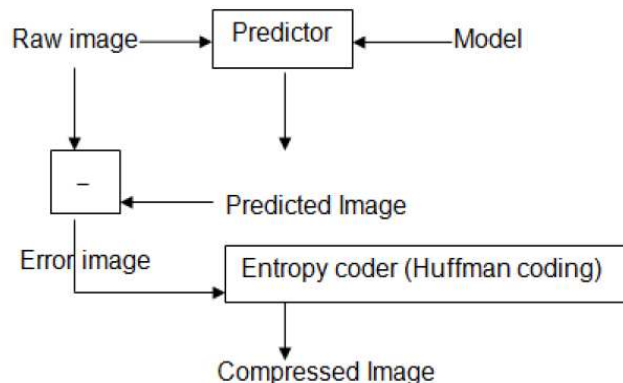 Raw image
Predictor
Model
–
Predicted Image
Error image
Entropy coder (Huffman coding)
Compressed Image